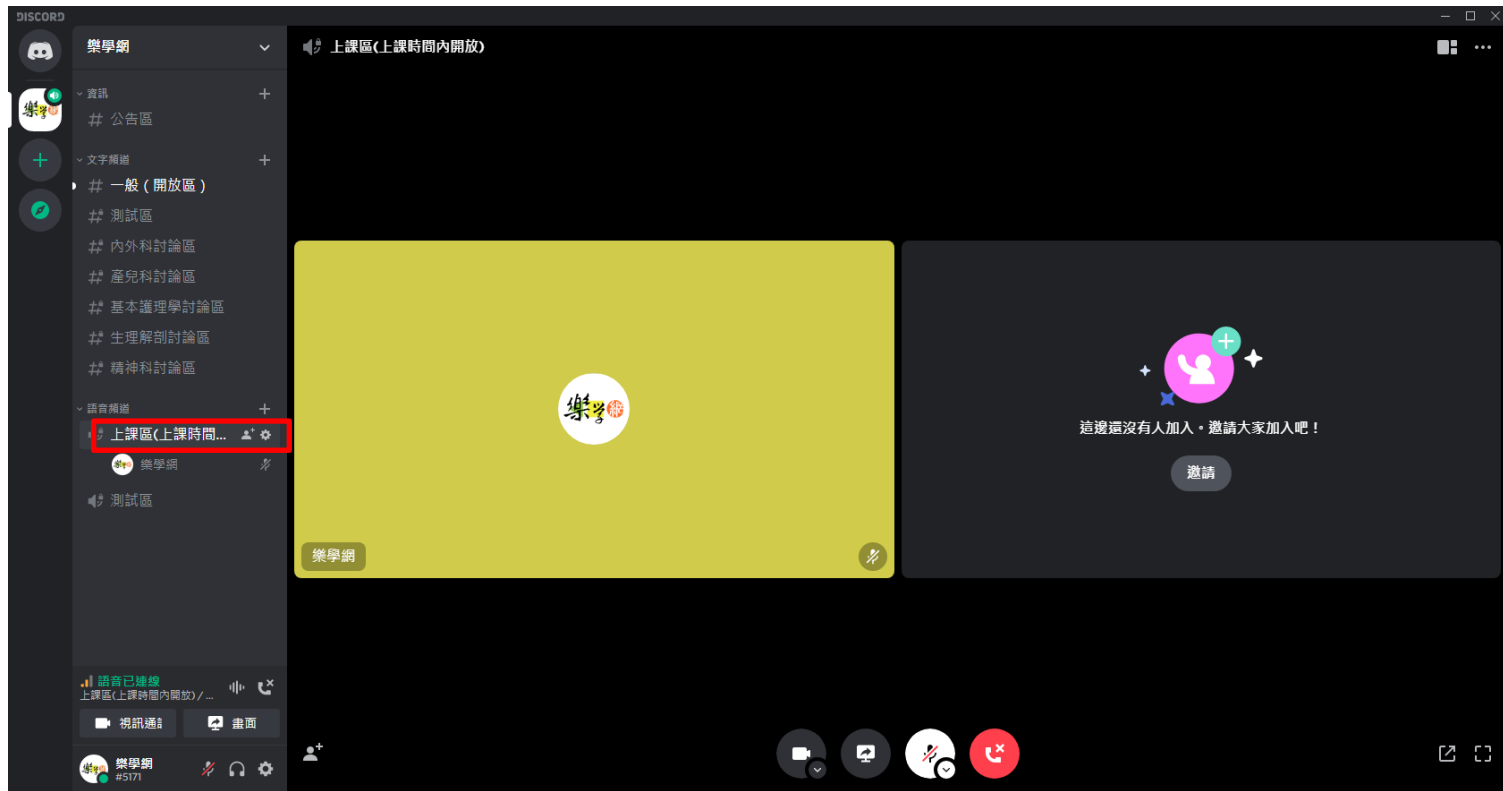 DISCORD
樂學網
上課區(上課時間內開放)
資訊
公告區
文字頻道
一般(開放區)
測試區
內外科討論區
產兒科討論區
基本護理學討論區
生理解剖討論區
精神科討論區
語音頻道
上課區(上課時間...
樂學網
測試區
樂學網
這邊還沒有人加入。邀請大家加入吧!
邀請
語音已連線
上課區(上課時間內開放)/...
視訊通話
畫面
樂學網
#5171